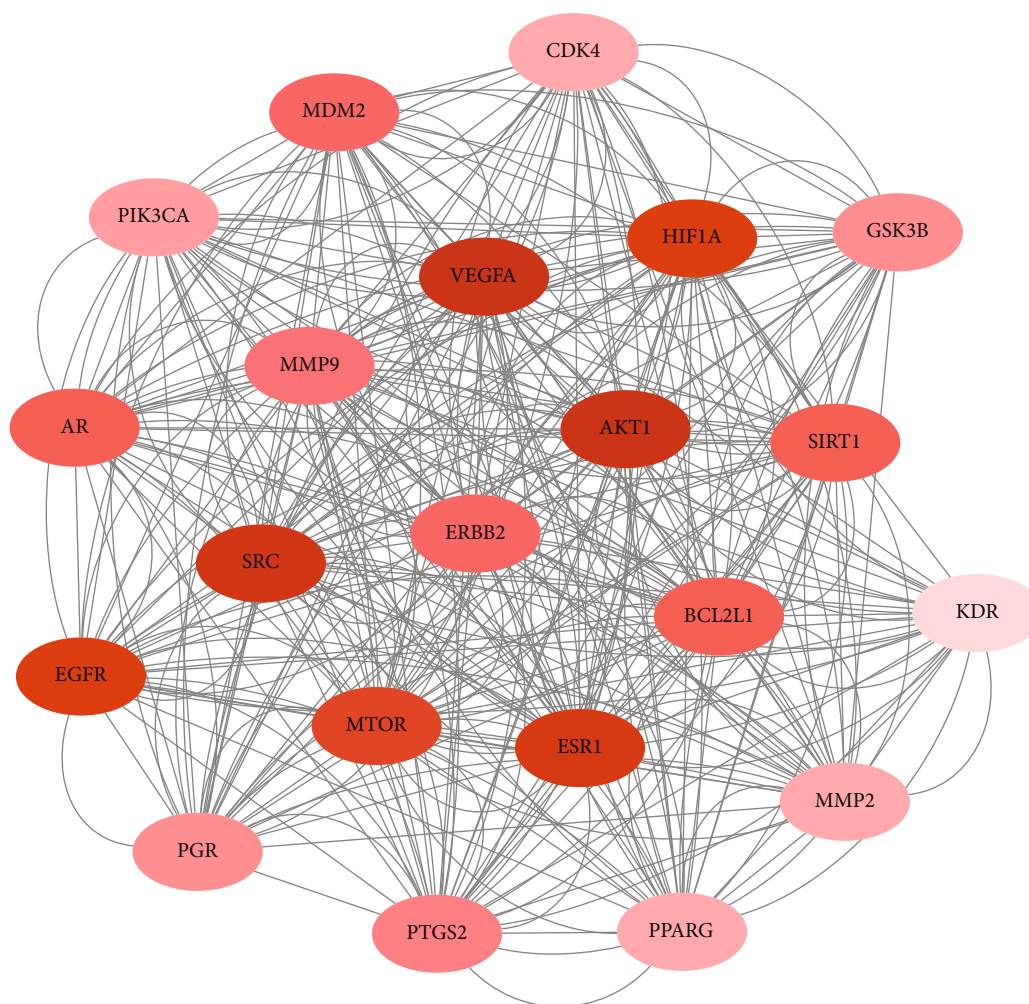 CDK4
MDM2
PIK3CA
HIF1A
GSK3B
VEGFA
MMP9
AR
AKT1
SIRT1
ERBB2
SRC
BCL2L1
KDR
EGFR
MTOR
ESR1
MMP2
PGR
PTGS2
PPARG